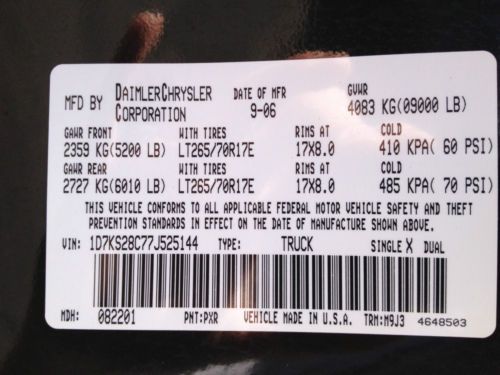 MFD BY DAIMLERCHRYSLER CORPORATION DATE OF MFR 9-06 GVWR 4083 KG(09000 LB)
GAWR FRONT WITH TIRES RIMS AT COLD
2359 KG(5200 LB) LT265/70R17E 17X8.0 410 KPA( 60 PSI)
GAWR REAR WITH TIRES RIMS AT COLD
2727 KG(6010 LB) LT265/70R17E 17X8.0 485 KPA( 70 PSI)
THIS VEHICLE CONFORMS TO ALL APPLICABLE FEDERAL MOTOR VEHICLE SAFETY AND THEFT
PREVENTION STANDARDS IN EFFECT ON THE DATE OF MANUFACTURE SHOWN ABOVE.
VIN: 1D7KS28C77J525144 TYPE: TRUCK SINGLE X DUAL
MDH: 082201 PNT:PXR VEHICLE MADE IN U.S.A. TRM:M9J3 4648503